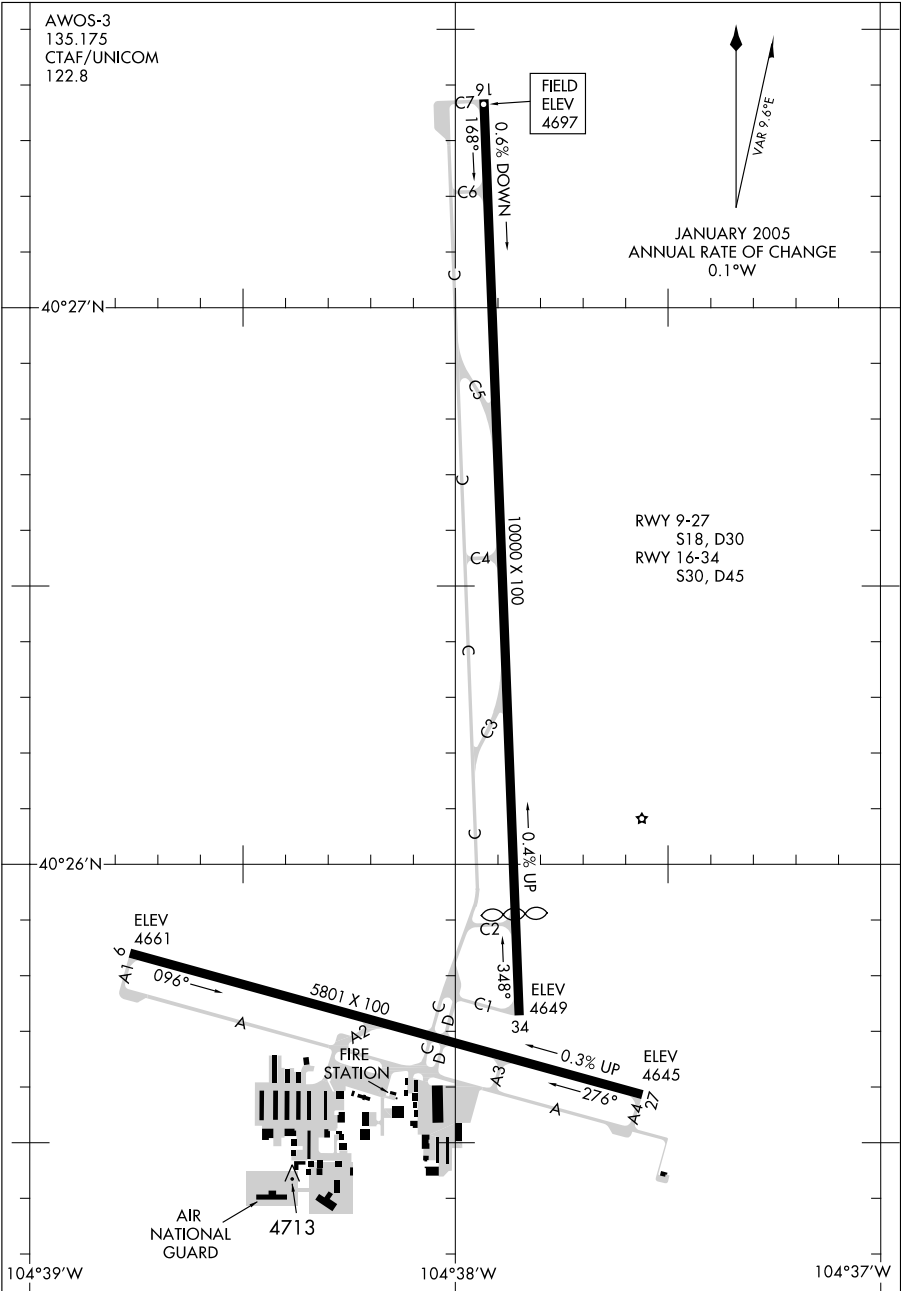 AWOS-3
135.175
CTAF/UNICOM
122.8
FIELD
ELEV
4697
VAR 9.6°E
JANUARY 2005
ANNUAL RATE OF CHANGE
0.1°W
16
C7
168°
0.6% DOWN
C6
C
40°27'N
C5
C
10000 X 100
C4
RWY 9-27
S18, D30
RWY 16-34
S30, D45
C
C3
C
0.4% UP
40°26'N
C2
348°
C1
ELEV
4649
34
ELEV
4661
9
A1
096°
5801 X 100
A
A2
C
D
C
D
FIRE
STATION
A3
0.3% UP
276°
ELEV
4645
27
A4
A
AIR
NATIONAL
GUARD
4713
104°39'W
104°38'W
104°37'W